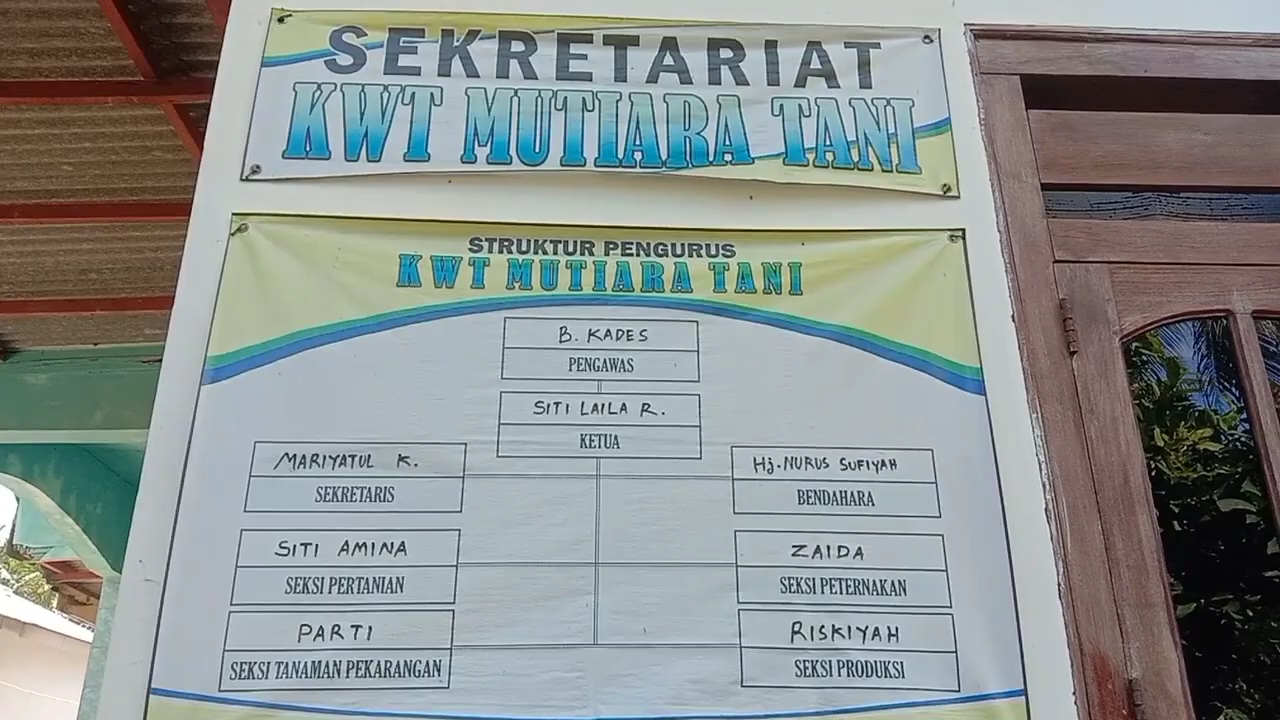 SEKRETARIAT
KWT MUTIARA TANI
STRUKTUR PENGURUS
KWT MUTIARA TANI
B. KADES
PENGAWAS
SITI LAILA R.
KETUA
MARIYATUL K.
SEKRETARIS
Hj. NURUS SUFIYAH
BENDAHARA
SITI AMINA
SEKSI PERTANIAN
ZAIDA
SEKSI PETERNAKAN
PARTI
SEKSI TANAMAN PEKARANGAN
RISKIYAH
SEKSI PRODUKSI